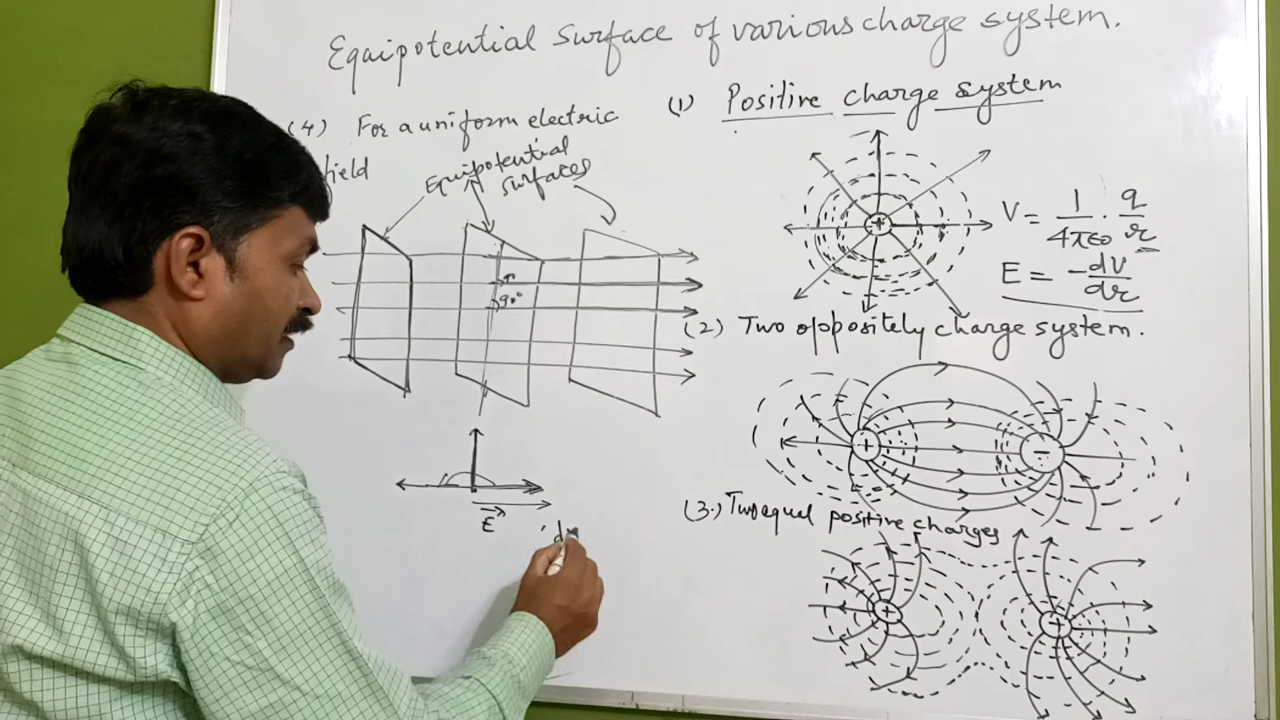 Equipotential surface of various charge system.
(4) For a uniform electric
field
Equipotential
surfaces
90°
E
(1) Positive charge system
+
V = 1/4πε0 · q/r
E = -dV/dr
(2) Two oppositely charge system.
+ -
(3.) Two equal positive charges
+ +